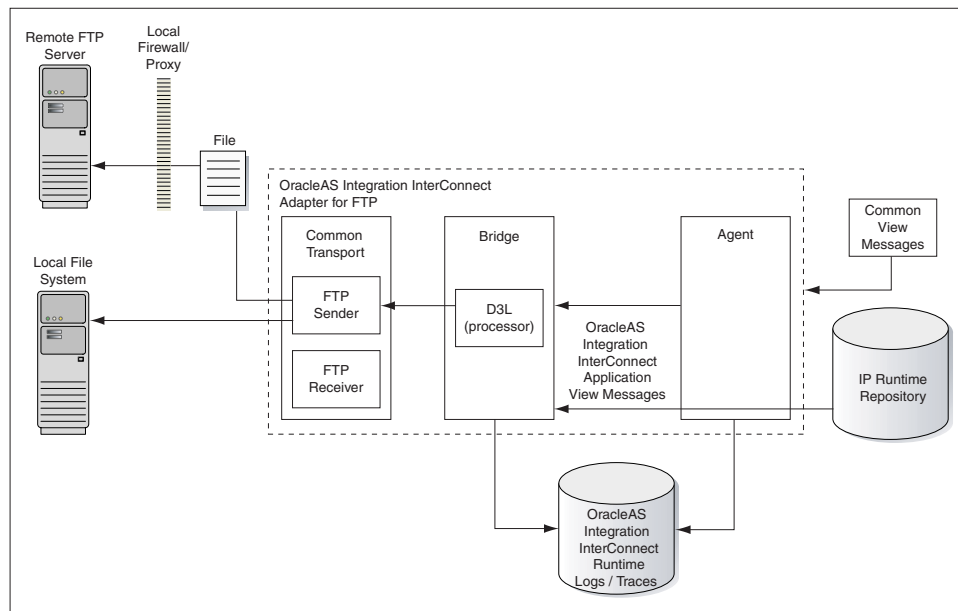 Remote FTP
Server
Local
Firewall/
Proxy
File
OracleAS Integration InterConnect
Adapter for FTP
Common
Transport
Bridge
Agent
Common
View
Messages
Local File
System
FTP
Sender
D3L
(processor)
OracleAS
Integration
InterConnect
Application
View Messages
FTP
Receiver
IP Runtime
Repository
OracleAS
Integration
InterConnect
Runtime
Logs / Traces